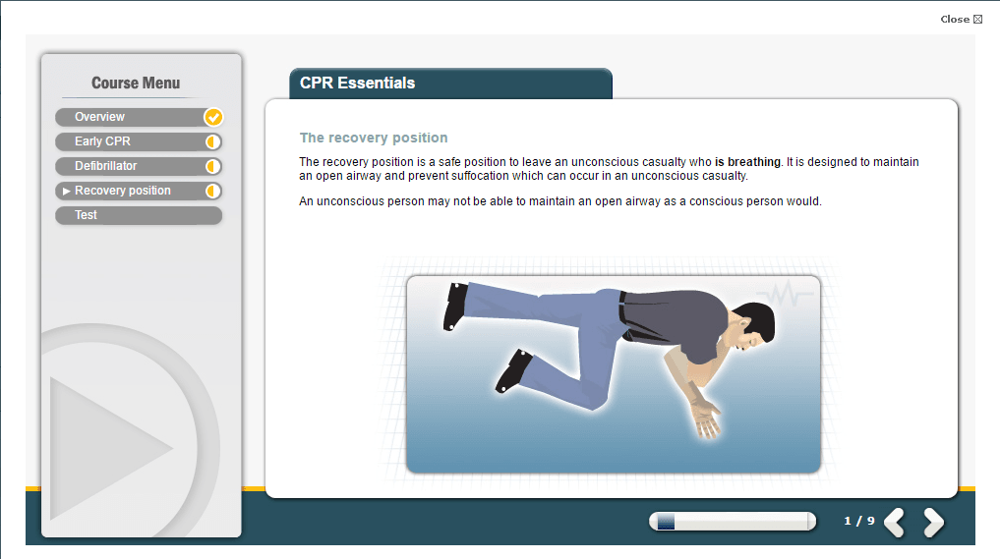 Close
Course Menu
Overview
Early CPR
Defibrillator
Recovery position
Test
CPR Essentials
The recovery position
The recovery position is a safe position to leave an unconscious casualty who is breathing. It is designed to maintain
an open airway and prevent suffocation which can occur in an unconscious casualty.
An unconscious person may not be able to maintain an open airway as a conscious person would.
1 / 9